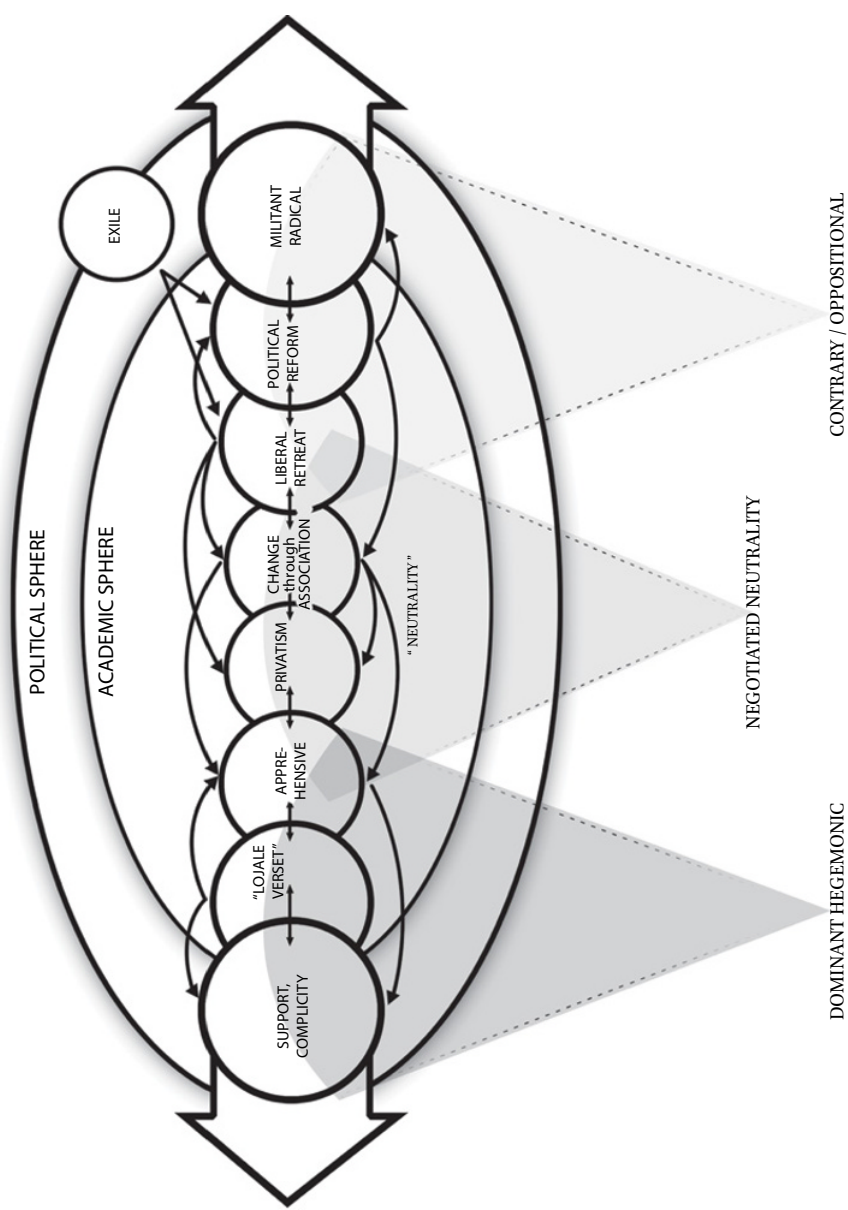 POLITICAL SPHERE
ACADEMIC SPHERE
EXILE
SUPPORT,
COMPLICITY
“LOJALE
VERSET”
APPRE-
HENSIVE
PRIVATISM
CHANGE
through
ASSOCIATION
LIBERAL
RETREAT
POLITICAL
REFORM
MILITANT
RADICAL
“ NEUTRALITY ”
DOMINANT HEGEMONIC
NEGOTIATED NEUTRALITY
CONTRARY / OPPOSITIONAL